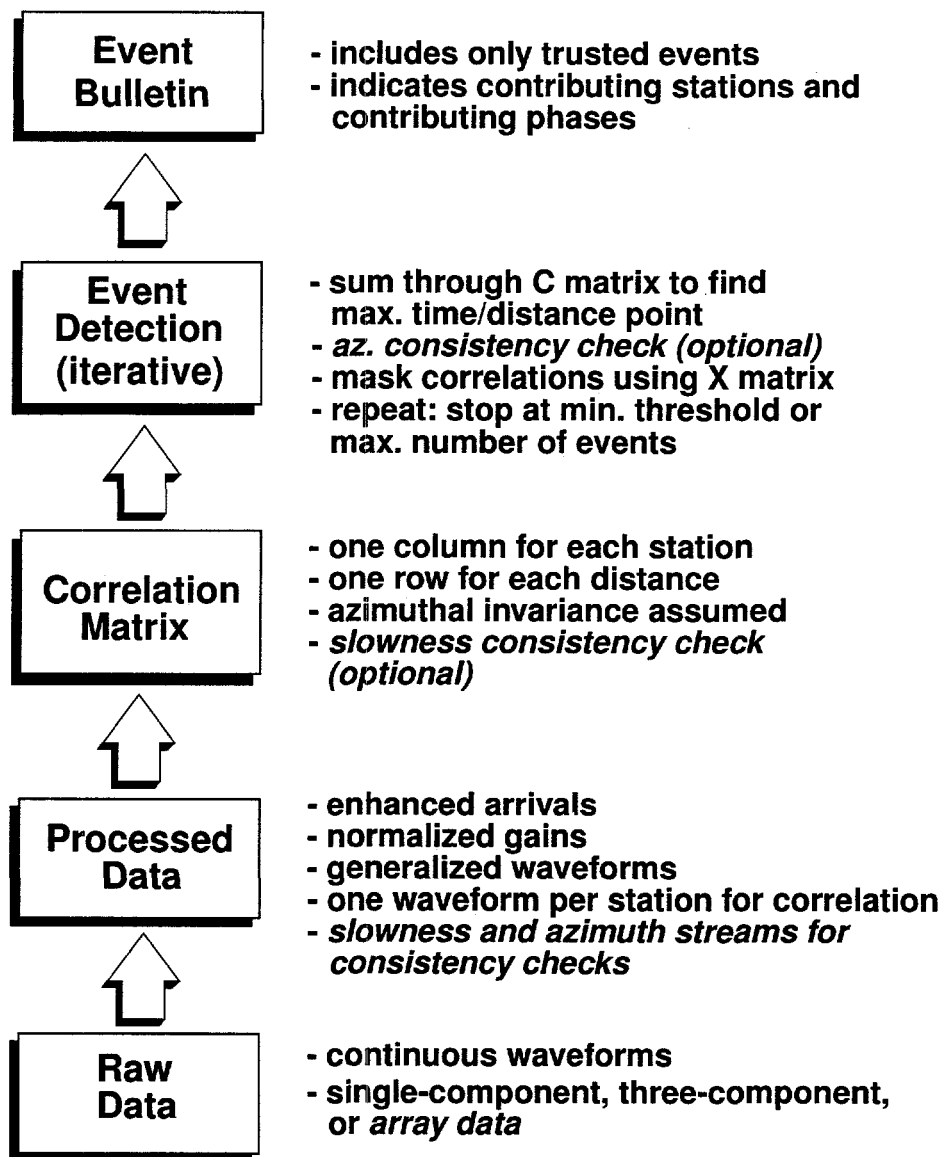 Event
Bulletin
- includes only trusted events
- indicates contributing stations and
contributing phases
Event
Detection
(iterative)
- sum through C matrix to find
max. time/distance point
- az. consistency check (optional)
- mask correlations using X matrix
- repeat: stop at min. threshold or
max. number of events
Correlation
Matrix
- one column for each station
- one row for each distance
- azimuthal invariance assumed
- slowness consistency check
(optional)
Processed
Data
- enhanced arrivals
- normalized gains
- generalized waveforms
- one waveform per station for correlation
- slowness and azimuth streams for
consistency checks
Raw
Data
- continuous waveforms
- single-component, three-component,
or array data